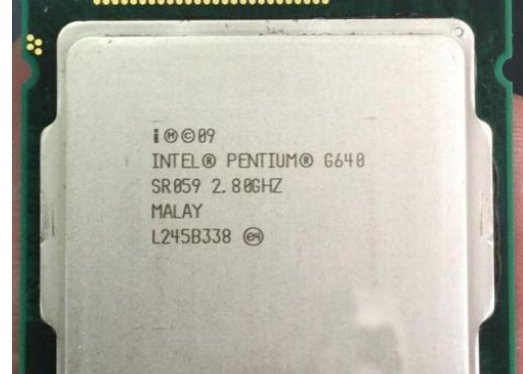 i Ⓜ © 09
INTEL® PENTIUM® G640
SR059 2.80GHZ
MALAY
L245B338 e4